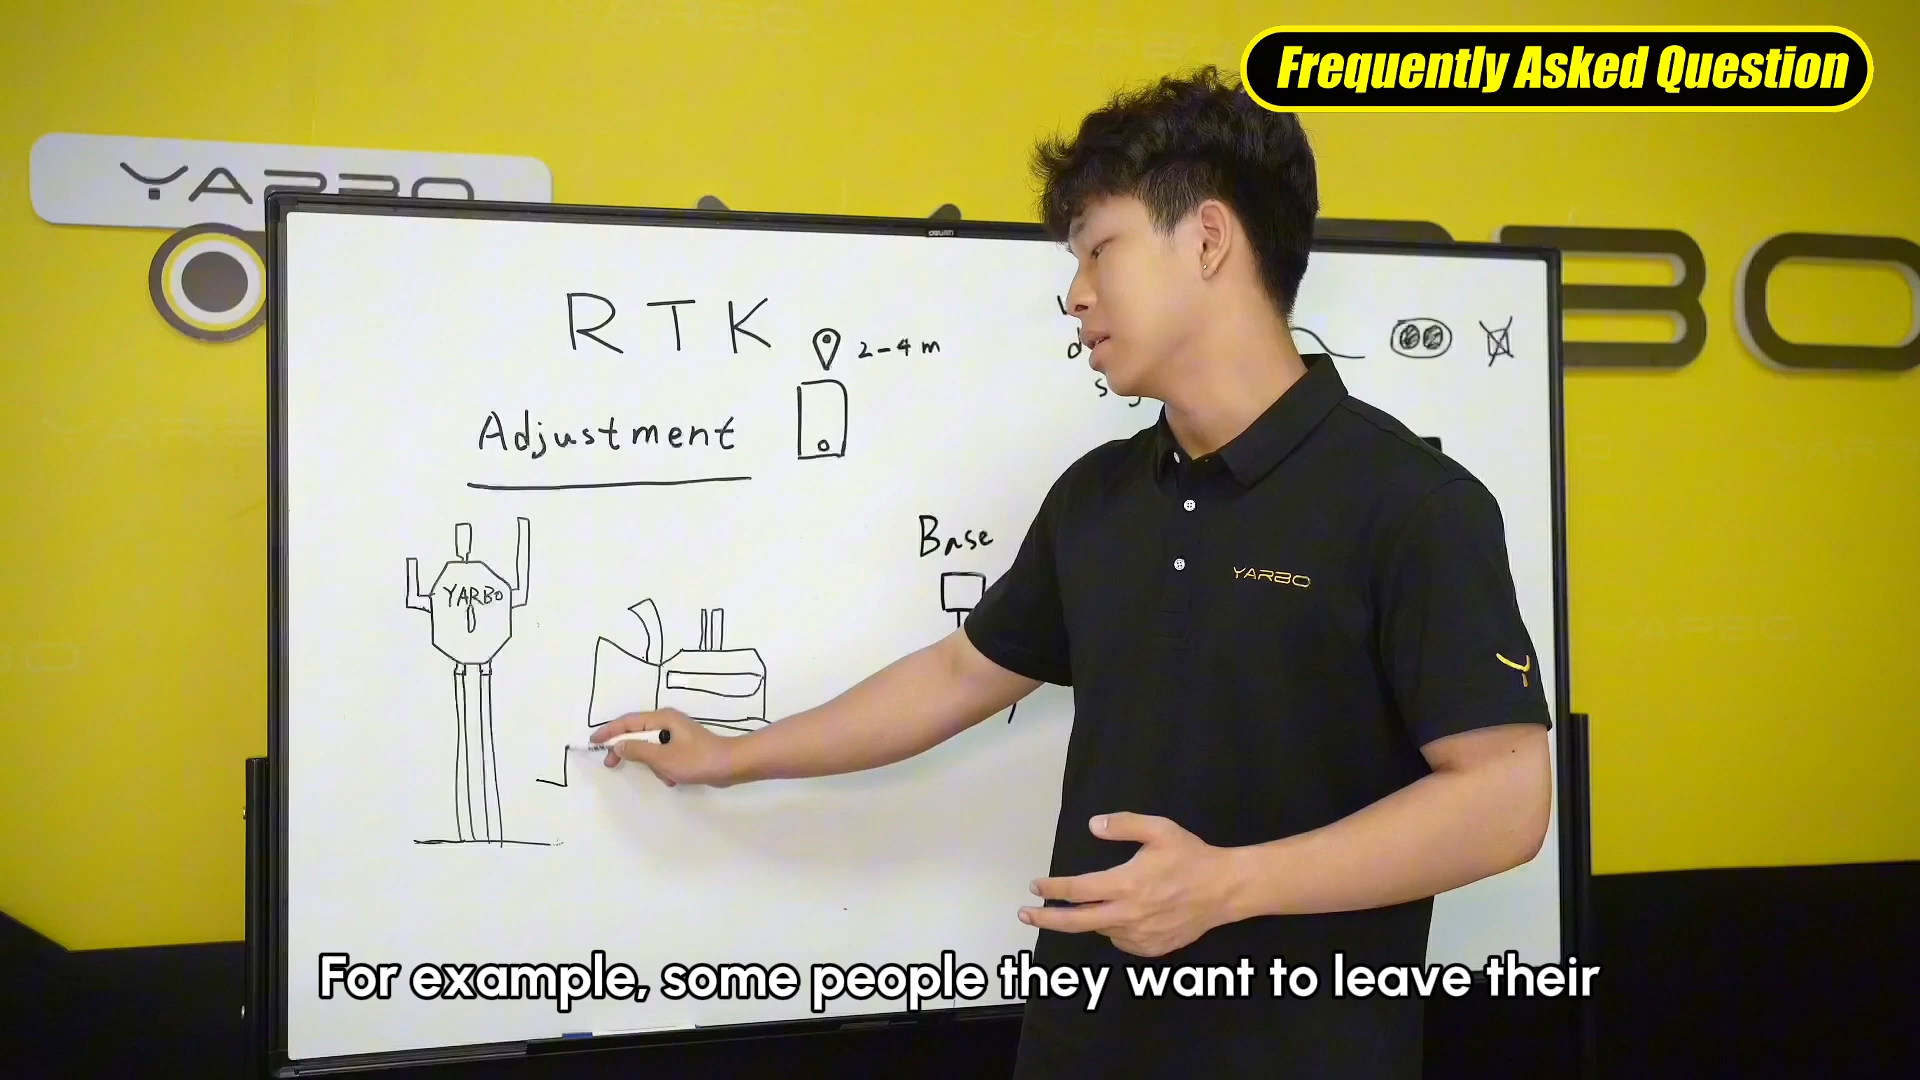 Frequently Asked Question
YARBO
RTK
2-4 m
Adjustment
Base
YARBO
YARBO
For example, some people they want to leave their